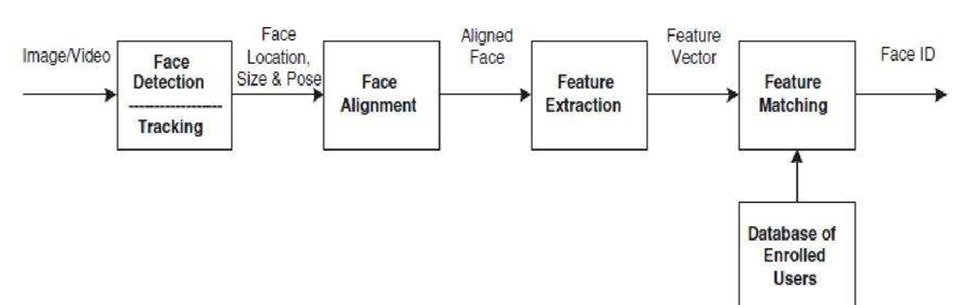 Image/Video
Face
Detection
Tracking
Face
Location,
Size & Pose
Face
Alignment
Aligned
Face
Feature
Extraction
Feature
Vector
Feature
Matching
Face ID
Database of
Enrolled
Users